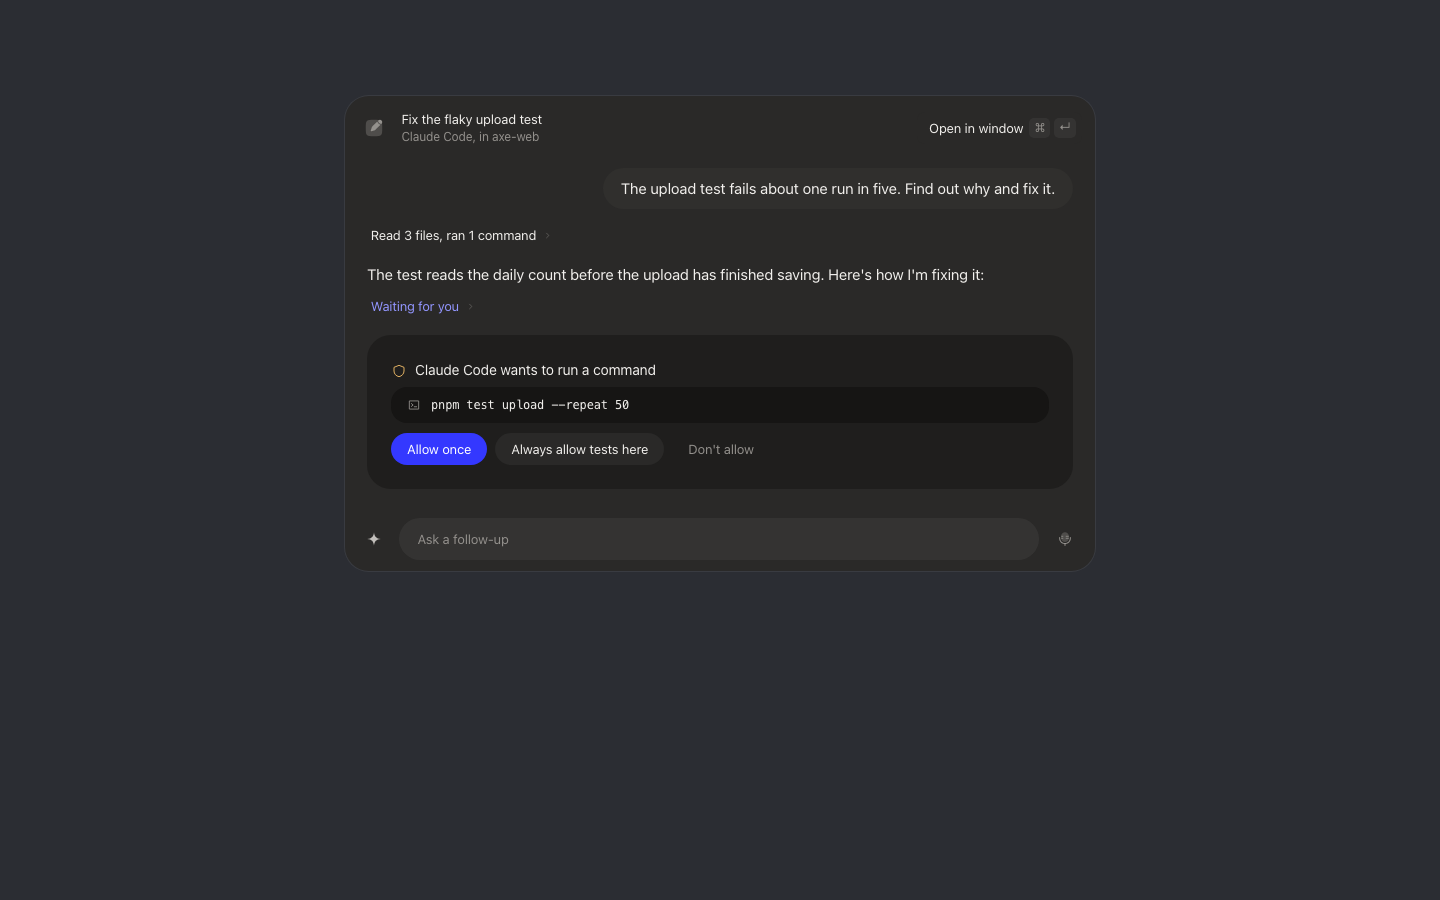 Fix the flaky upload test
Claude Code, in axe-web
Open in window ⌘ ↵
The upload test fails about one run in five. Find out why and fix it.
Read 3 files, ran 1 command
The test reads the daily count before the upload has finished saving. Here's how I'm fixing it:
Waiting for you
Claude Code wants to run a command
pnpm test upload --repeat 50
Allow once
Always allow tests here
Don't allow
Ask a follow-up